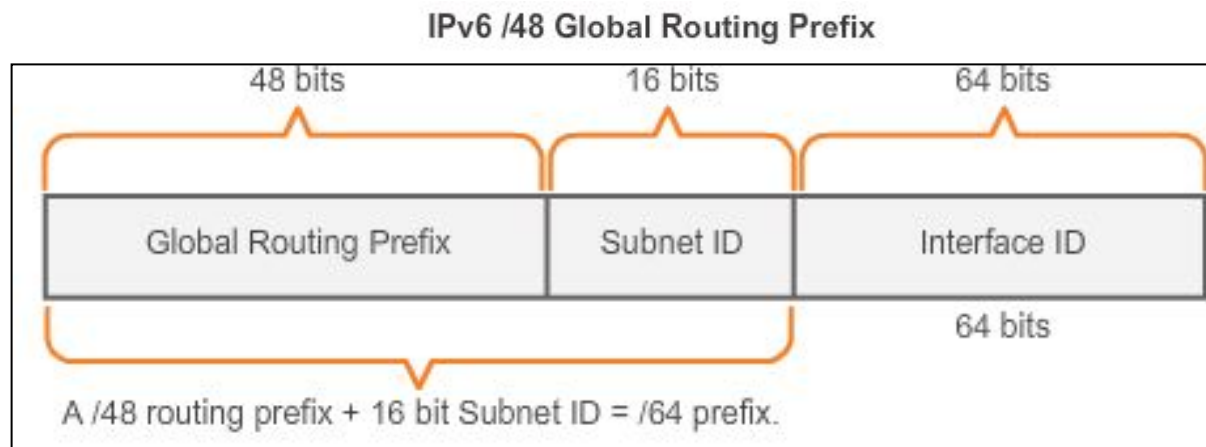 IPv6 /48 Global Routing Prefix
48 bits 16 bits 64 bits
Global Routing Prefix Subnet ID Interface ID
64 bits
A /48 routing prefix + 16 bit Subnet ID = /64 prefix.